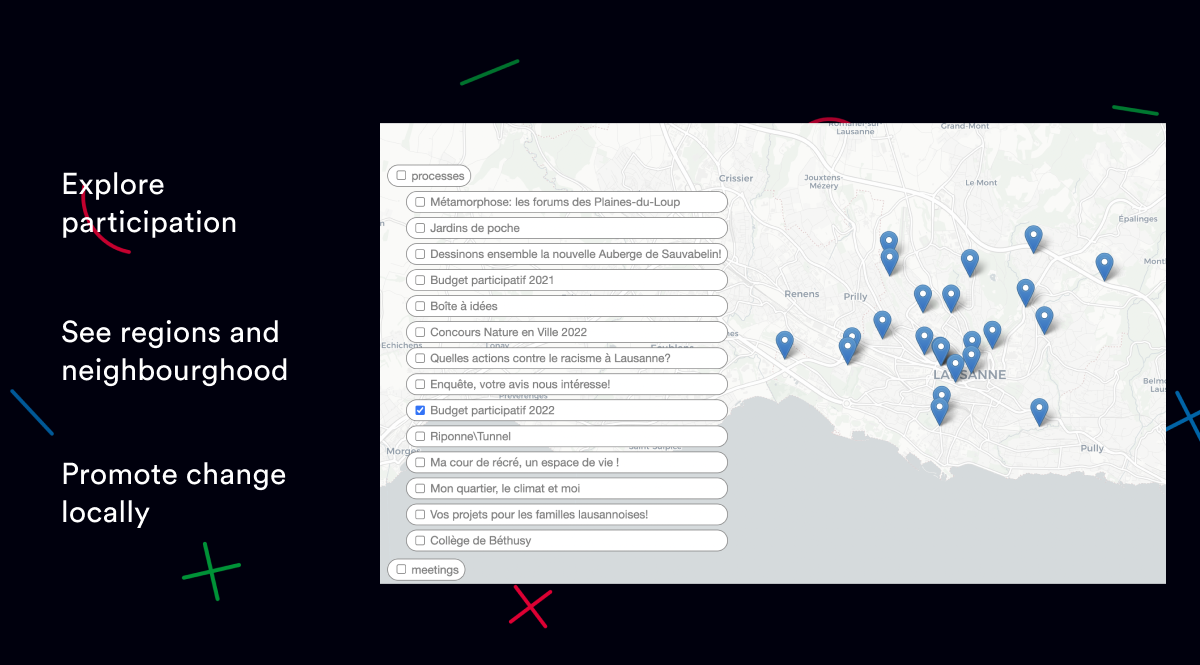 Explore
participation
See regions and
neighbourghood
Promote change
locally
processes
Métamorphose: les forums des Plaines-du-Loup
Jardins de poche
Dessinons ensemble la nouvelle Auberge de Sauvabelin!
Budget participatif 2021
Boîte à idées
Concours Nature en Ville 2022
Quelles actions contre le racisme à Lausanne?
Enquête, votre avis nous intéresse!
Budget participatif 2022
Riponne\Tunnel
Ma cour de récré, un espace de vie !
Mon quartier, le climat et moi
Vos projets pour les familles lausannoises!
Collège de Béthusy
meetings
Romanel-sur-
Lausanne
Grand-Mont
Crissier
Jouxtens-
Mézery
Le Mont
Épalinges
Renens
Prilly
Echichens
LAUSANNE
Pully
Morges